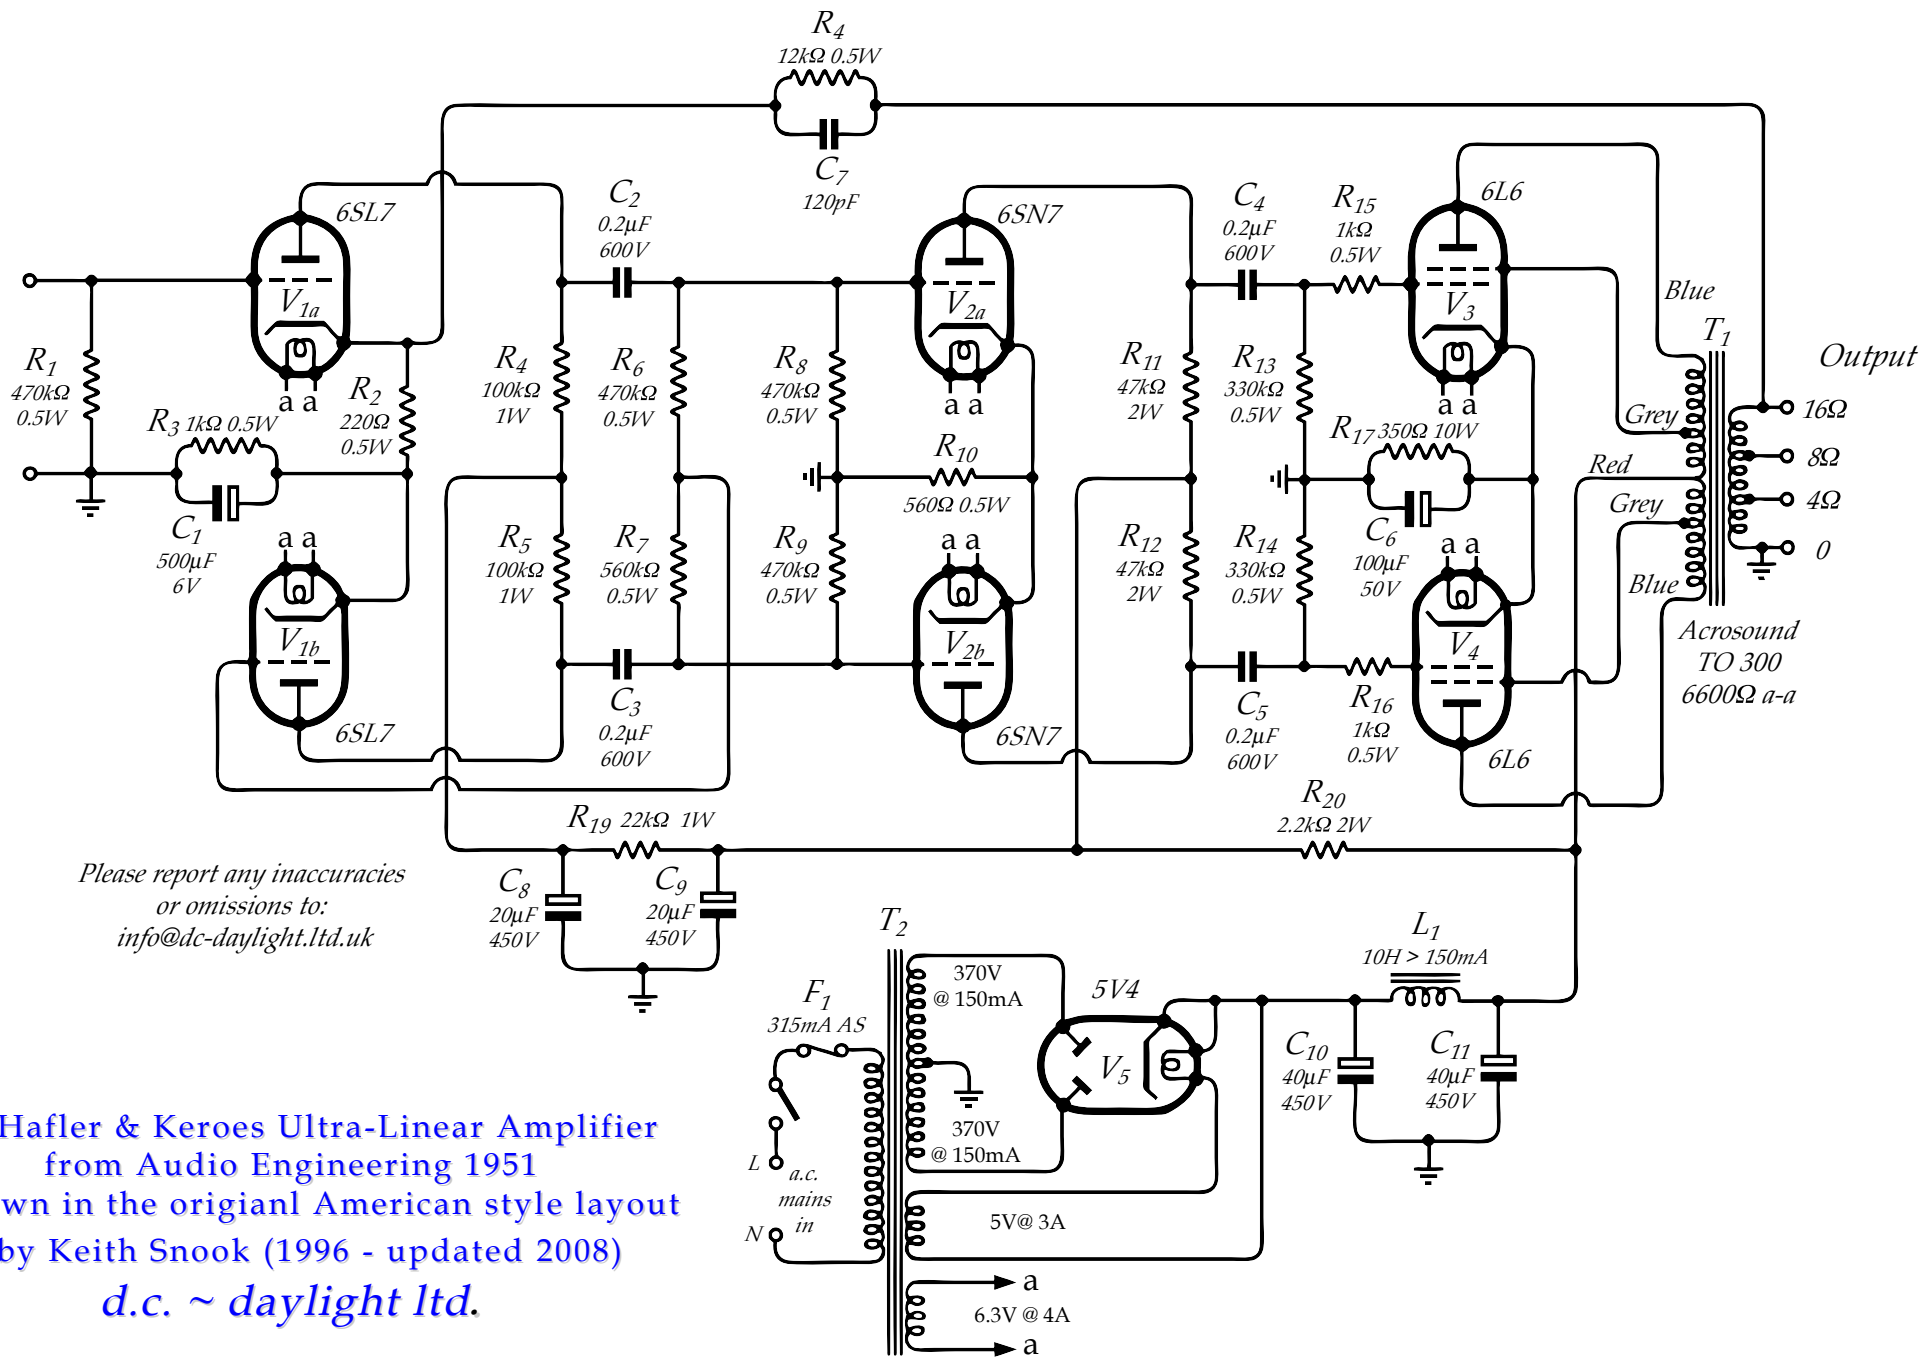 R4
12kΩ 0.5W
C7
120pF
6SL7
V1a
a a
R1
470kΩ
0.5W
R3 1kΩ 0.5W
R2
220Ω
0.5W
C1
500µF
6V
a a
V1b
6SL7
R4
100kΩ
1W
R5
100kΩ
1W
C2
0.2µF
600V
R6
470kΩ
0.5W
R7
560kΩ
0.5W
C3
0.2µF
600V
R8
470kΩ
0.5W
R9
470kΩ
0.5W
6SN7
V2a
a a
R10
560Ω 0.5W
a a
V2b
6SN7
R11
47kΩ
2W
R12
47kΩ
2W
C4
0.2µF
600V
R13
330kΩ
0.5W
R14
330kΩ
0.5W
C5
0.2µF
600V
R15
1kΩ
0.5W
6L6
V3
a a
R17 350Ω 10W
C6
100µF
50V
a a
V4
R16
1kΩ
0.5W
6L6
Blue
T1
Output
Grey
16Ω
Red
8Ω
Grey
4Ω
Blue
0
Acrosound
TO 300
6600Ω a-a
R19 22kΩ 1W
R20
2.2kΩ 2W
C8
20µF
450V
C9
20µF
450V
Please report any inaccuracies
or omissions to:
info@dc-daylight.ltd.uk
T2
F1
315mA AS
370V
@ 150mA
370V
@ 150mA
L
a.c.
mains
in
N
5V4
V5
5V@ 3A
a
6.3V @ 4A
a
L1
10H > 150mA
C10
40µF
450V
C11
40µF
450V
Hafler & Keroes Ultra-Linear Amplifier
from Audio Engineering 1951
wn in the origianl American style layout
by Keith Snook (1996 - updated 2008)
d.c. ~ daylight ltd.